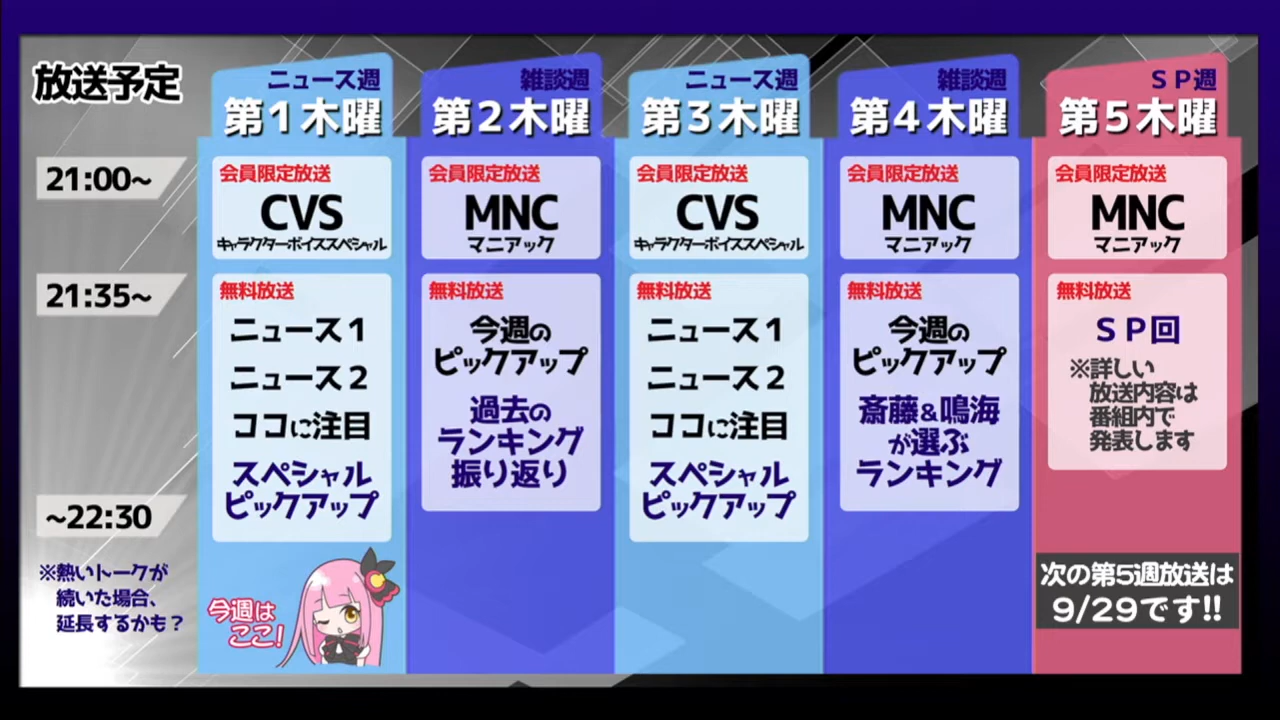 放送予定
21:00~
21:35~
~22:30
※熱いトークが
続いた場合、
延長するかも？
ニュース週
第１木曜
会員限定放送
CVS
キャラクターボイススペシャル
無料放送
ニュース１
ニュース２
ココに注目
スペシャル
ピックアップ
今週は
ここ！
雑談週
第２木曜
会員限定放送
MNC
マニアック
無料放送
今週の
ピックアップ
過去の
ランキング
振り返り
ニュース週
第３木曜
会員限定放送
CVS
キャラクターボイススペシャル
無料放送
ニュース１
ニュース２
ココに注目
スペシャル
ピックアップ
雑談週
第４木曜
会員限定放送
MNC
マニアック
無料放送
今週の
ピックアップ
斎藤&鳴海
が選ぶ
ランキング
ＳＰ週
第５木曜
会員限定放送
MNC
マニアック
無料放送
ＳＰ回
※詳しい
放送内容は
番組内で
発表します
次の第5週放送は
9/29です!!